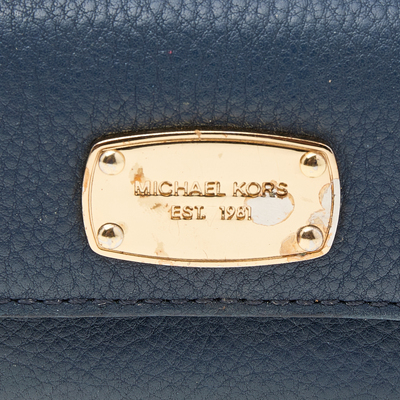 MICHAEL KORS
EST. 1981